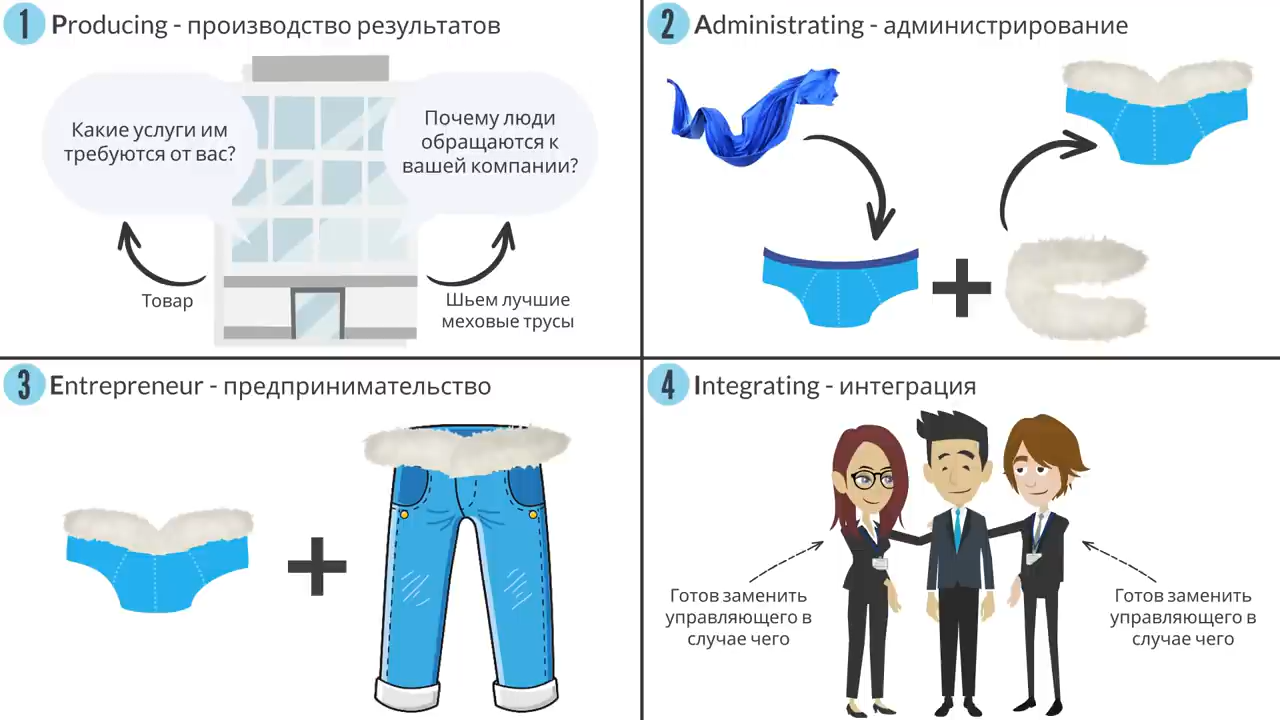 1 Producing - производство результатов
Какие услуги им
требуются от вас?
Почему люди
обращаются к
вашей компании?
Товар
Шьем лучшие
меховые трусы
2 Administrating - администрирование
3 Entrepreneur - предпринимательство
4 Integrating - интеграция
Готов заменить
управляющего в
случае чего
Готов заменить
управляющего в
случае чего